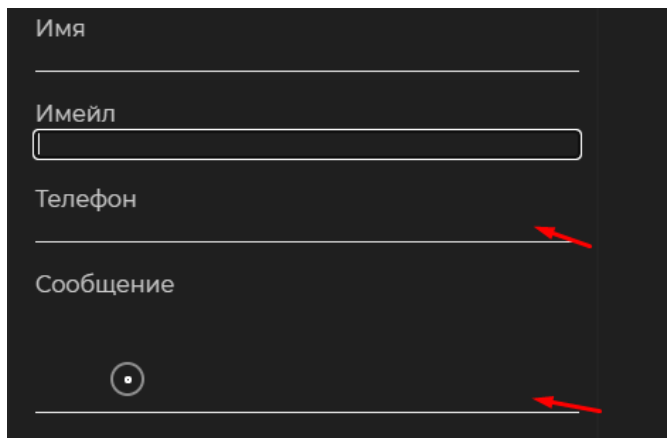 Имя
Имейл
Телефон
Сообщение